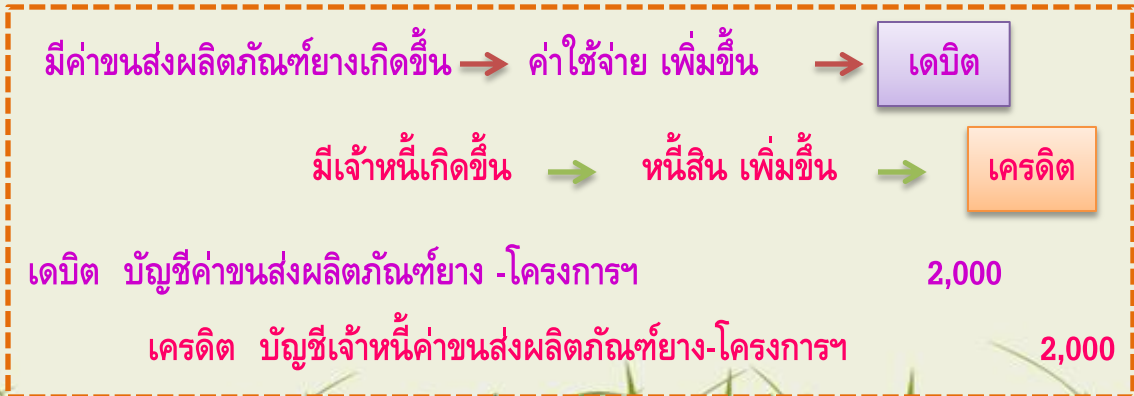 มีค่าขนส่งผลิตภัณฑ์ยางเกิดขึ้น ค่าใช้จ่าย เพิ่มขึ้น เดบิต
มีเจ้าหนี้เกิดขึ้น หนี้สิน เพิ่มขึ้น เครดิต
เดบิต บัญชีค่าขนส่งผลิตภัณฑ์ยาง -โครงการฯ 2,000
เครดิต บัญชีเจ้าหนี้ค่าขนส่งผลิตภัณฑ์ยาง-โครงการฯ 2,000